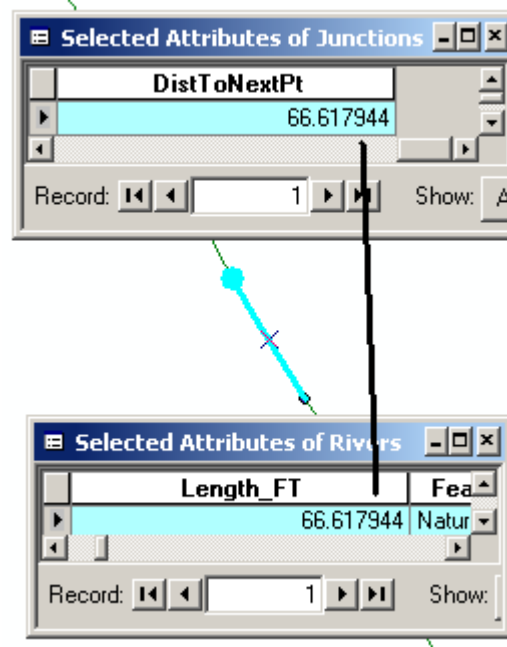 Selected Attributes of Junctions
DistToNextPt
66.617944
Record: 1 Show: A
Selected Attributes of Rivers
Length_FT Fea
66.617944 Natur
Record: 1 Show: